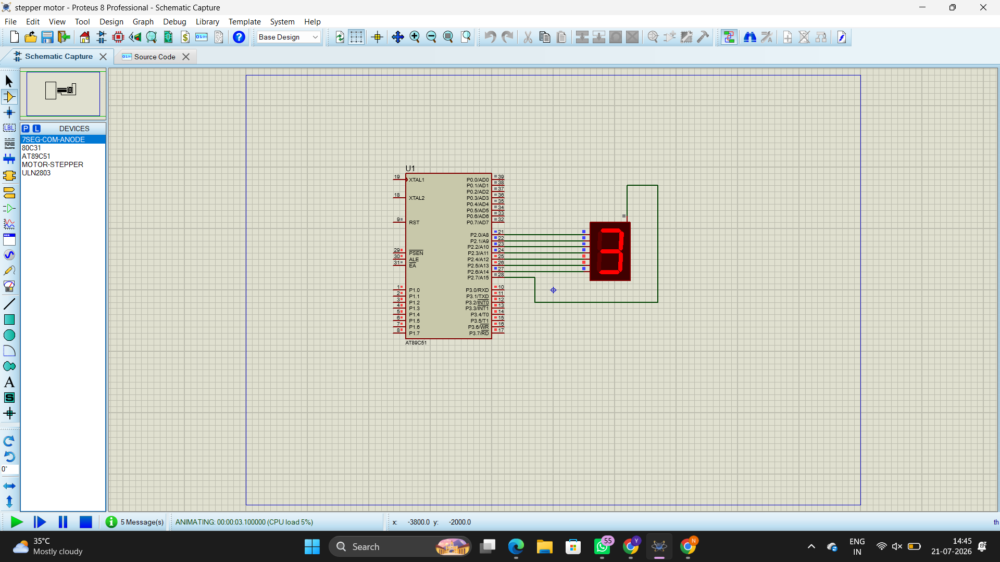 stepper motor - Proteus 8 Professional - Schematic Capture
File Edit View Tool Design Graph Debug Library Template System Help
Base Design
Schematic Capture
Source Code
P L DEVICES
7SEG-COM-ANODE
80C31
AT89C51
MOTOR-STEPPER
ULN2803
LBL
A
S
0°
U1
19 XTAL1
18 XTAL2
9 RST
29 PSEN
30 ALE
31 EA
1 P1.0
2 P1.1
3 P1.2
4 P1.3
5 P1.4
6 P1.5
7 P1.6
8 P1.7
P0.0/AD0 39
P0.1/AD1 38
P0.2/AD2 37
P0.3/AD3 36
P0.4/AD4 35
P0.5/AD5 34
P0.6/AD6 33
P0.7/AD7 32
P2.0/A8 21
P2.1/A9 22
P2.2/A10 23
P2.3/A11 24
P2.4/A12 25
P2.5/A13 26
P2.6/A14 27
P2.7/A15 28
P3.0/RXD 10
P3.1/TXD 11
P3.2/INT0 12
P3.3/INT1 13
P3.4/T0 14
P3.5/T1 15
P3.6/WR 16
P3.7/RD 17
AT89C51
3
5 Message(s) ANIMATING: 00:00:03.100000 (CPU load 5%) x: -3800.0 y: -2000.0 th
35°C
Mostly cloudy
Search
55
Y
N
ENG
IN
14:45
21-07-2026